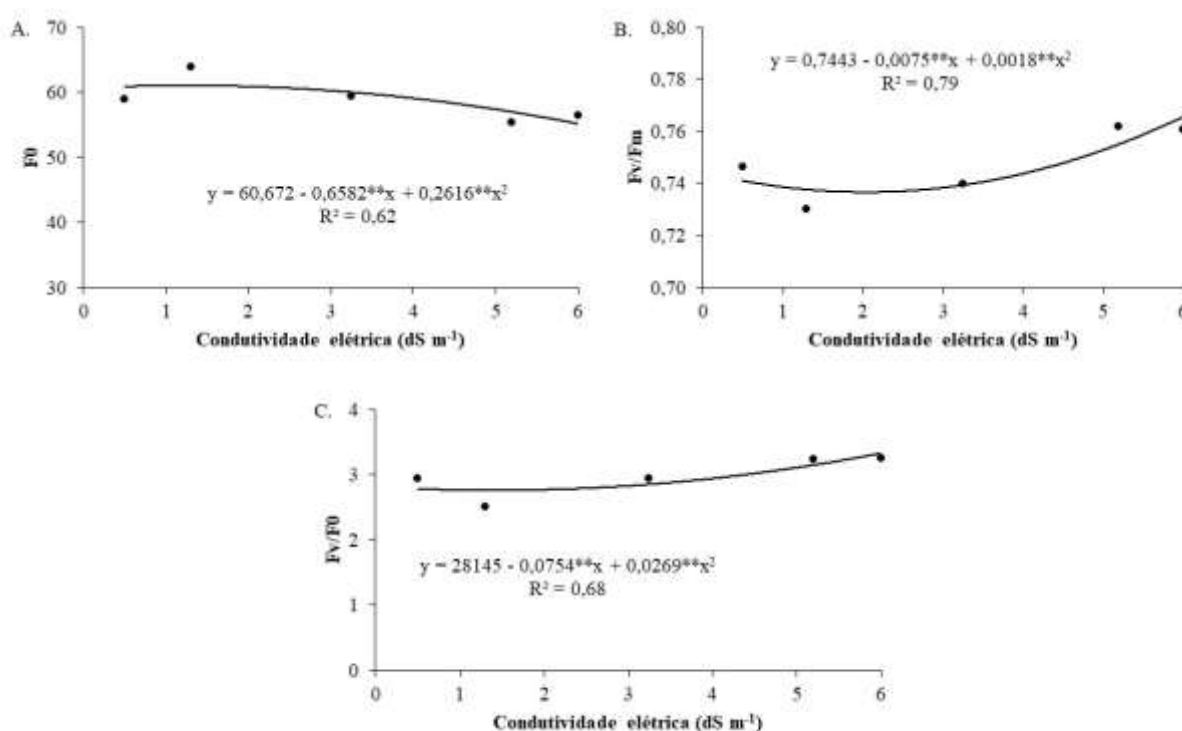 A.
70
60
50
40
30
F0
y = 60,672 - 0,6582**x + 0,2616**x²
R² = 0,62
0 1 2 3 4 5 6
Condutividade elétrica (dS m⁻¹)
B.
0,80
0,78
0,76
0,74
0,72
0,70
Fv/Fm
y = 0,7443 - 0,0075**x + 0,0018**x²
R² = 0,79
0 1 2 3 4 5 6
Condutividade elétrica (dS m⁻¹)
C.
4
3
2
1
0
Fv/F0
y = 28145 - 0,0754**x + 0,0269**x²
R² = 0,68
0 1 2 3 4 5 6
Condutividade elétrica (dS m⁻¹)